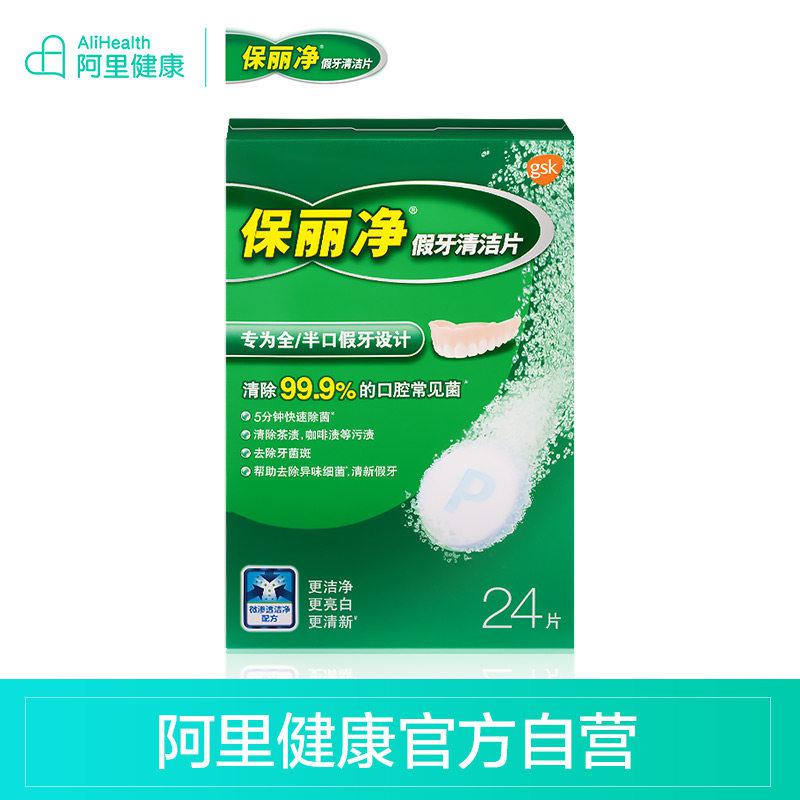 AliHealth
阿里健康
保丽净® 假牙清洁片
gsk
保丽净® 假牙清洁片
专为全/半口假牙设计
清除99.9%的口腔常见菌*
5分钟快速除菌*
清除茶渍,咖啡渍等污渍
去除牙菌斑
帮助去除异味细菌*,清新假牙
P
微渗透洁净
配方
更洁净
更亮白
更清新¥
24片
阿里健康官方自营